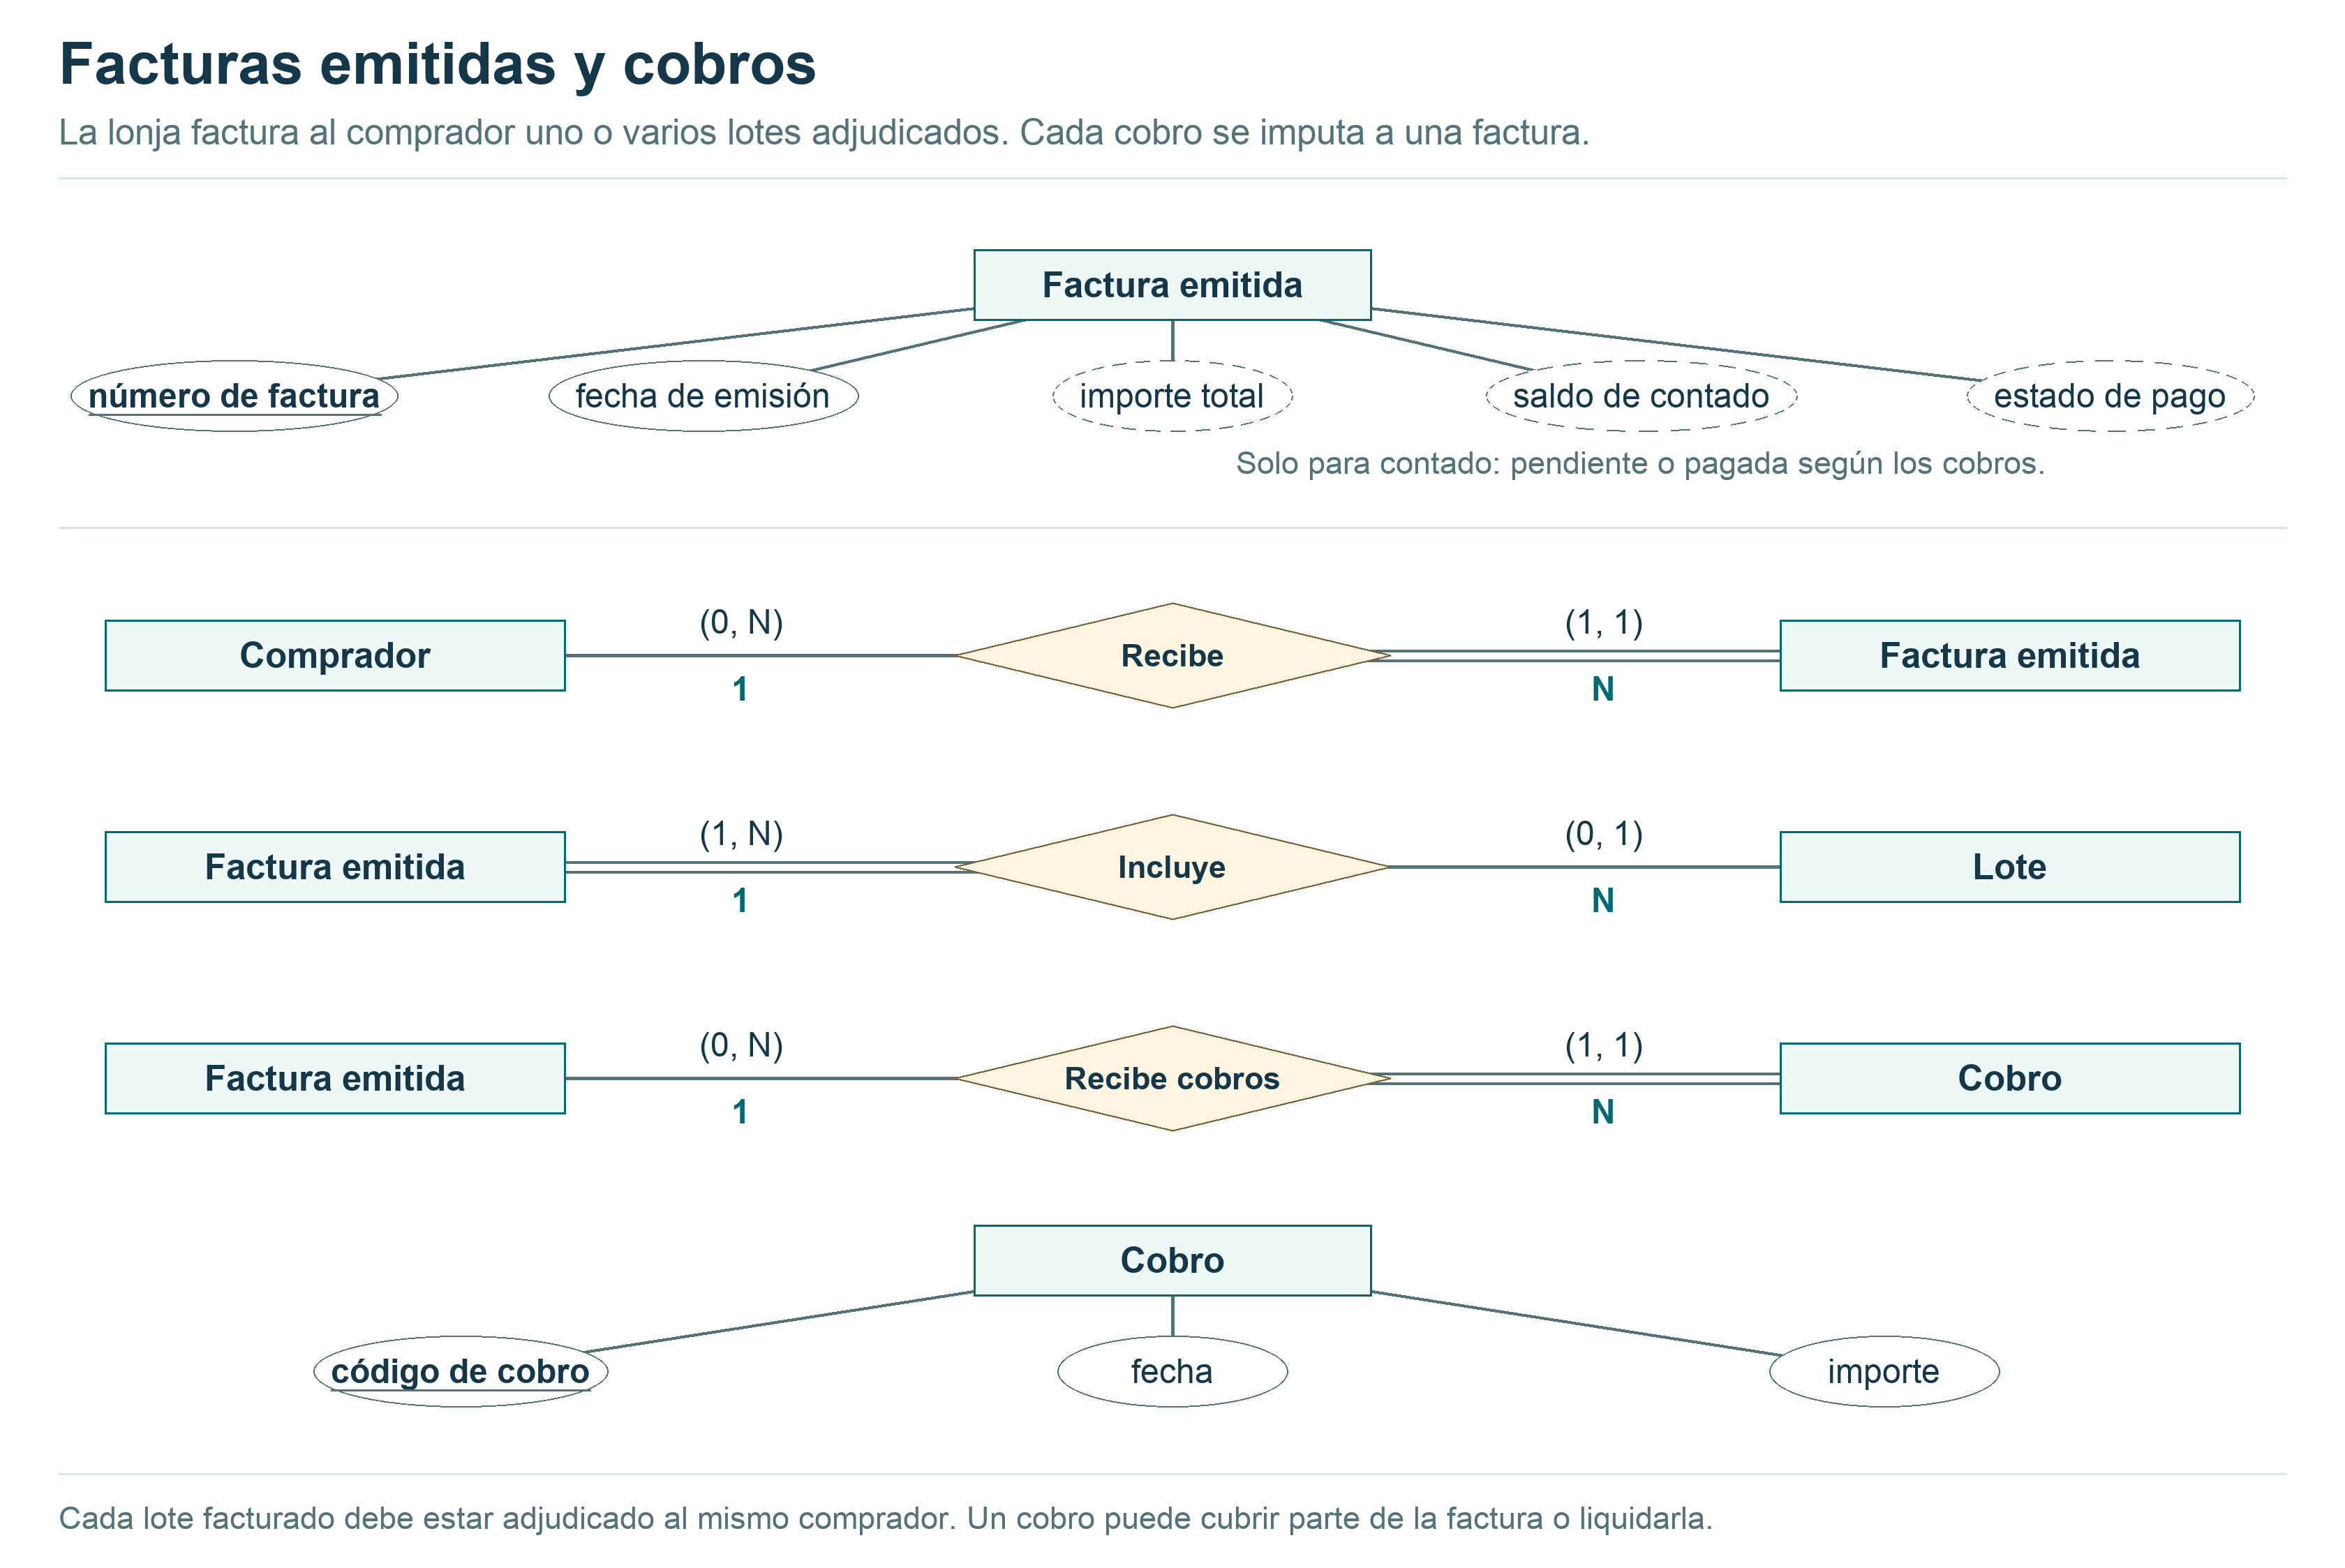 Facturas emitidas y cobros
La lonja factura al comprador uno o varios lotes adjudicados. Cada cobro se imputa a una factura.
Factura emitida
número de factura
fecha de emisión
importe total
saldo de contado
estado de pago
Solo para contado: pendiente o pagada según los cobros.
(0, N)
(1, 1)
Comprador
Recibe
Factura emitida
1
N
(1, N)
(0, 1)
Factura emitida
Incluye
Lote
1
N
(0, N)
(1, 1)
Factura emitida
Recibe cobros
Cobro
1
N
Cobro
código de cobro
fecha
importe
Cada lote facturado debe estar adjudicado al mismo comprador. Un cobro puede cubrir parte de la factura o liquidarla.